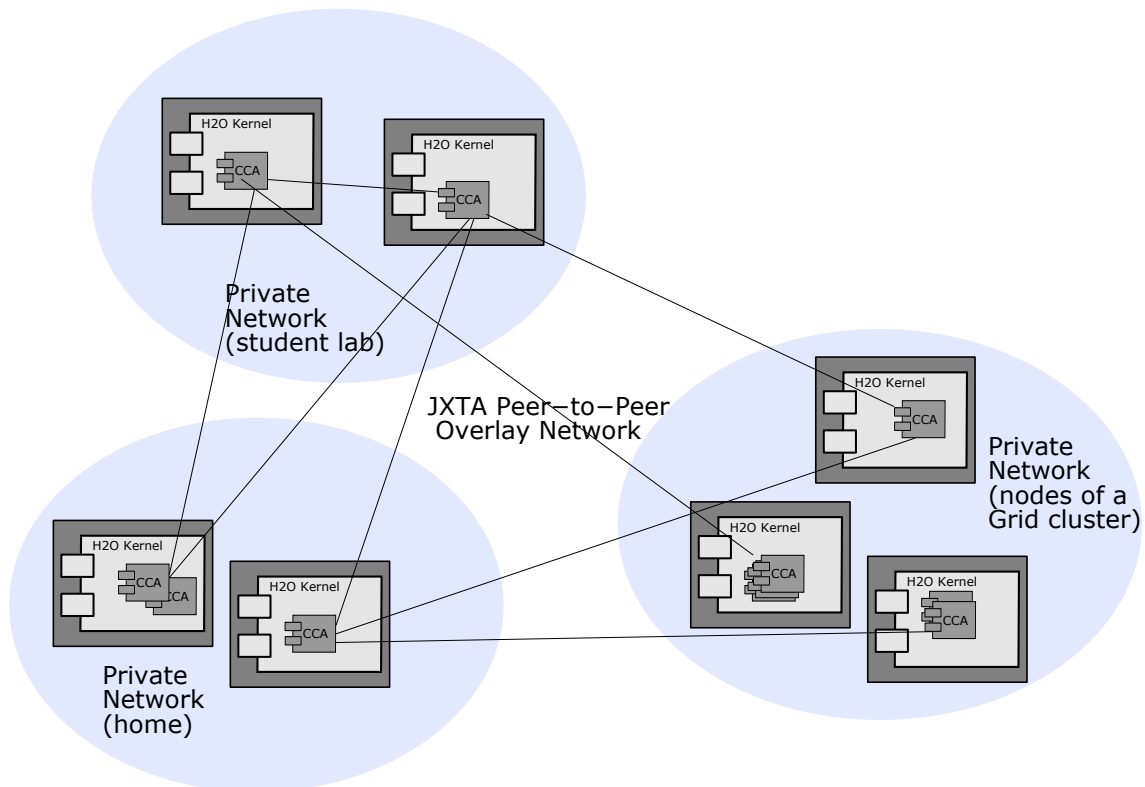 H2O Kernel
CCA
H2O Kernel
CCA
Private
Network
(student lab)
JXTA Peer−to−Peer
Overlay Network
H2O Kernel
CCA
Private
Network
(nodes of a
Grid cluster)
H2O Kernel
CCA
CCA
H2O Kernel
CCA
H2O Kernel
CCA
H2O Kernel
CCA
Private
Network
(home)